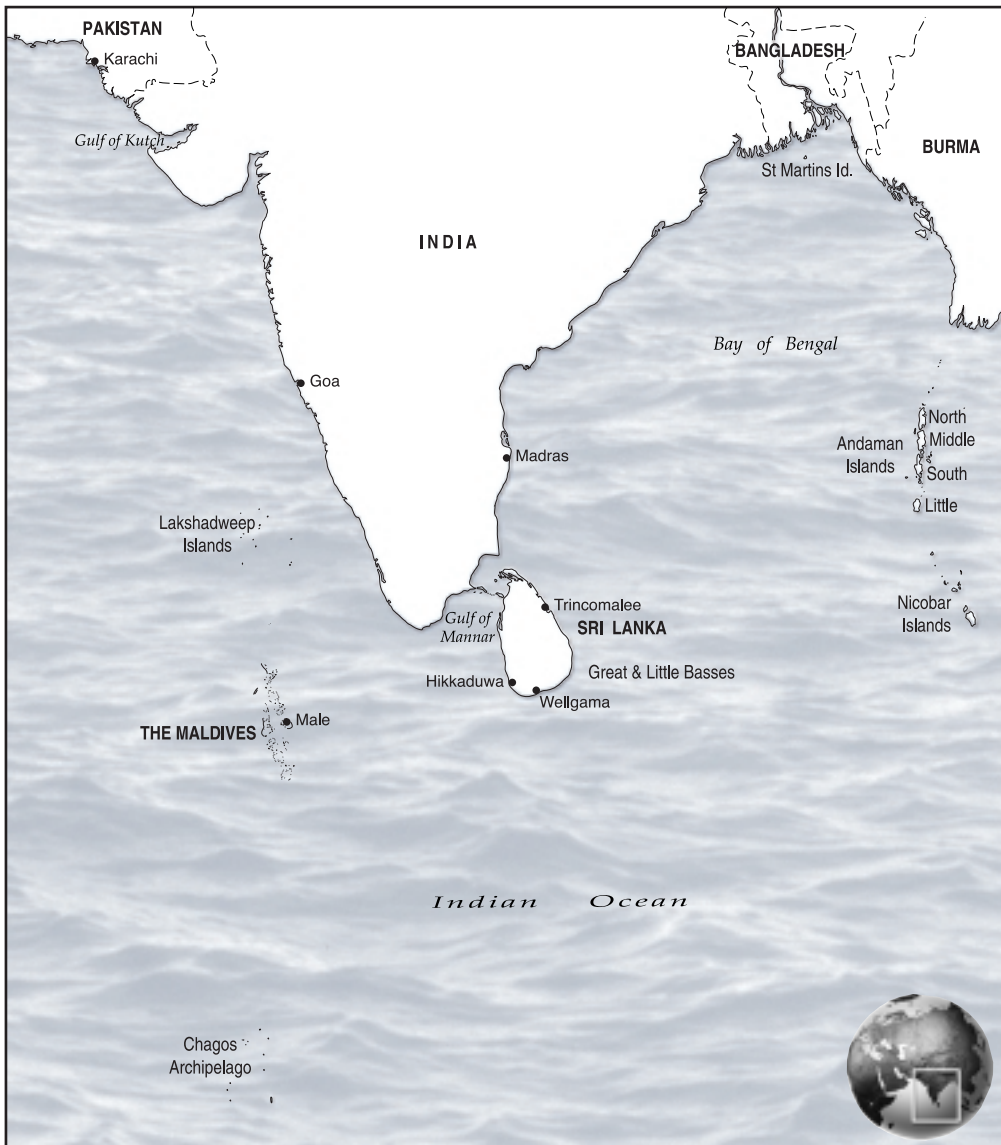 PAKISTAN
Karachi
BANGLADESH
Gulf of Kutch
BURMA
St Martins Id.
INDIA
Bay of Bengal
Goa
North
Andaman
Islands
Middle
Madras
South
Little
Lakshadweep
Islands
Trincomalee
Nicobar
Islands
Gulf of
Mannar
SRI LANKA
Great & Little Basses
Hikkaduwa
Wellgama
THE MALDIVES
Male
Indian Ocean
Chagos
Archipelago